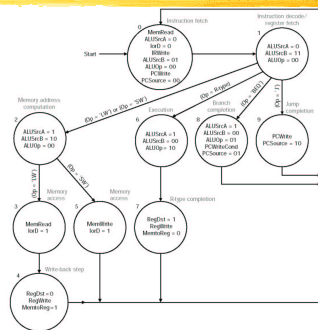 Instruction fetch
0
MemRead
ALUSrcA = 0
IorD = 0
IRWrite
ALUSrcB = 01
ALUOp = 00
PCWrite
PCSource = 00
Start
Instruction decode/
register fetch
1
ALUSrcA = 0
ALUSrcB = 11
ALUOp = 00
(Op = 'LW') or (Op = 'SW')
(Op = R-type)
(Op = 'BEQ')
(Op = 'J')
Memory address
computation
2
ALUSrcA = 1
ALUSrcB = 10
ALUOp = 00
Execution
6
ALUSrcA = 1
ALUSrcB = 00
ALUOp = 10
Branch
completion
8
ALUSrcA = 1
ALUSrcB = 00
ALUOp = 01
PCWriteCond
PCSource = 01
Jump
completion
9
PCWrite
PCSource = 10
(Op = 'LW')
(Op = 'SW')
Memory
access
3
MemRead
IorD = 1
Memory
access
5
MemWrite
IorD = 1
R-type completion
7
RegDst = 1
RegWrite
MemtoReg = 0
Write-back step
4
RegDst = 0
RegWrite
MemtoReg = 1